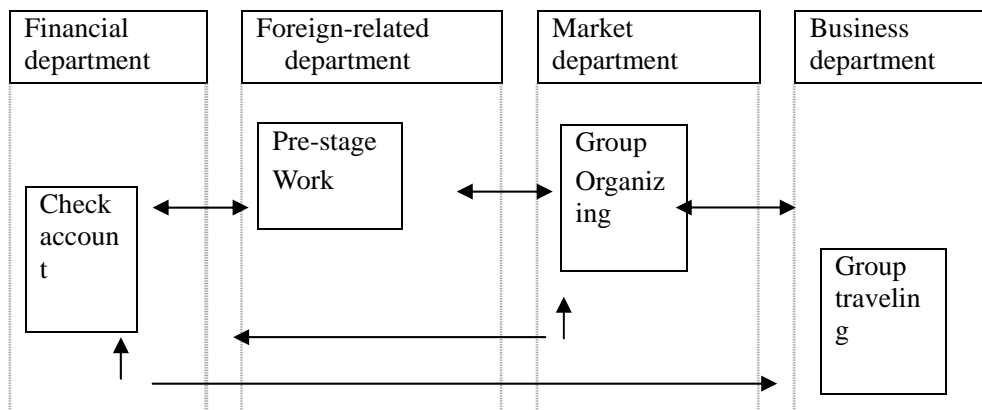 Financial
department
Foreign-related
department
Market
department
Business
department
Pre-stage
Work
Group
Organiz
ing
Check
accoun
t
Group
travelin
g